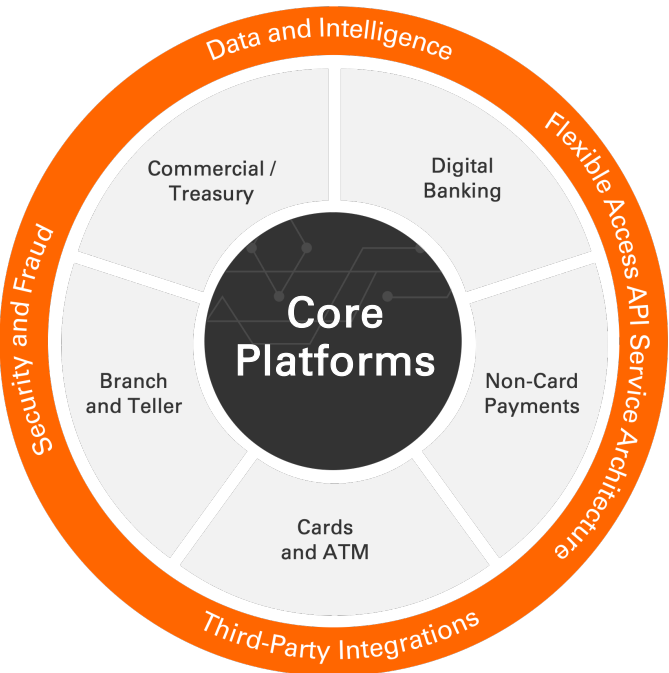 Data and Intelligence
Flexible Access API Service Architecture
Third-Party Integrations
Security and Fraud
Commercial /
Treasury
Digital
Banking
Non-Card
Payments
Cards
and ATM
Branch
and Teller
Core
Platforms